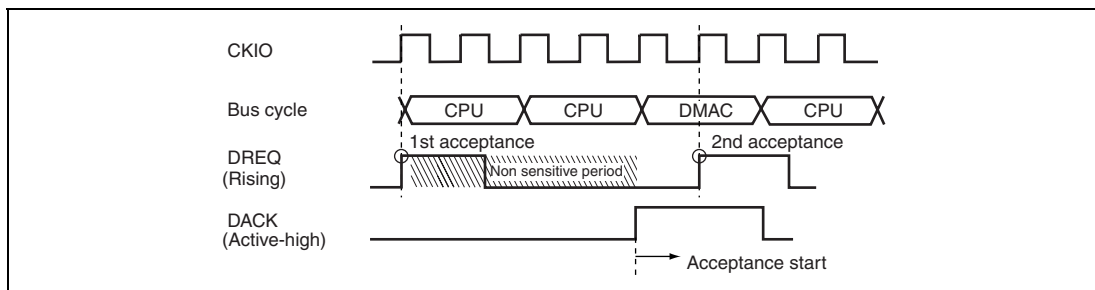 CKIO
Bus cycle
CPU
CPU
DMAC
CPU
DREQ
(Rising)
1st acceptance
2nd acceptance
Non sensitive period
DACK
(Active-high)
Acceptance start